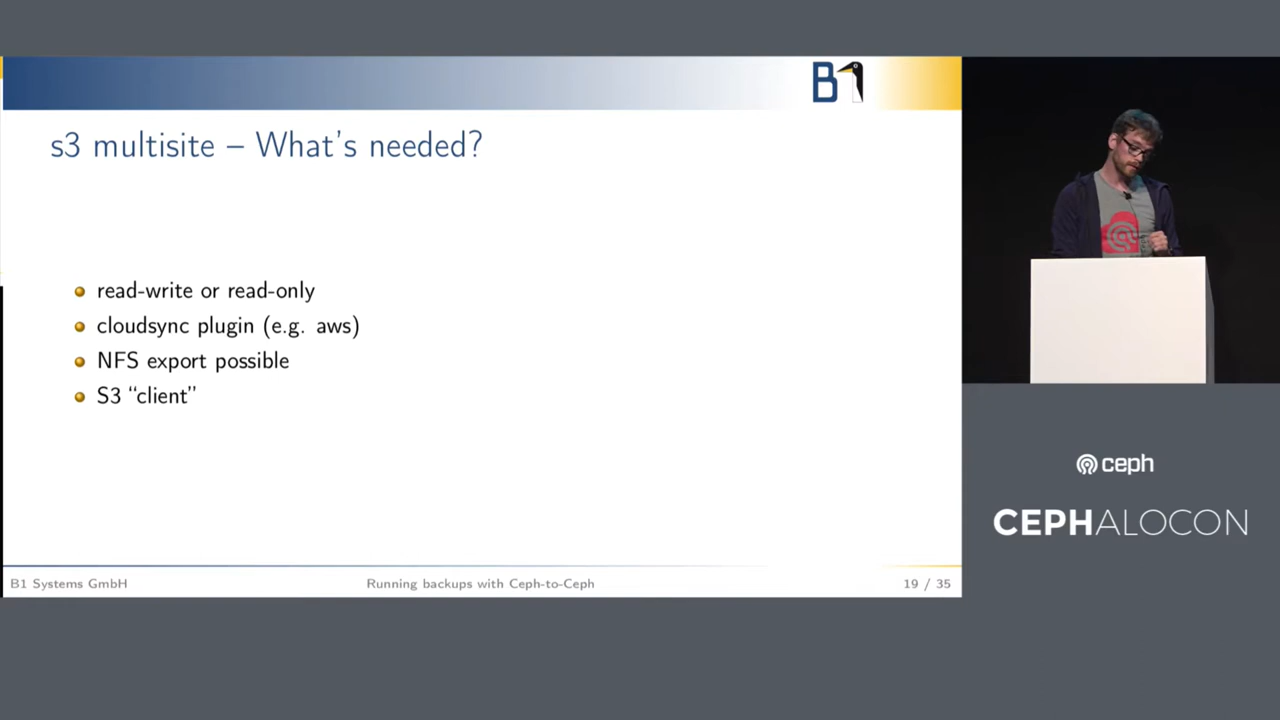 B1
s3 multisite – What's needed?
read-write or read-only
cloudsync plugin (e.g. aws)
NFS export possible
S3 “client”
B1 Systems GmbH
Running backups with Ceph-to-Ceph
19 / 35
ceph
CEPHALOCON